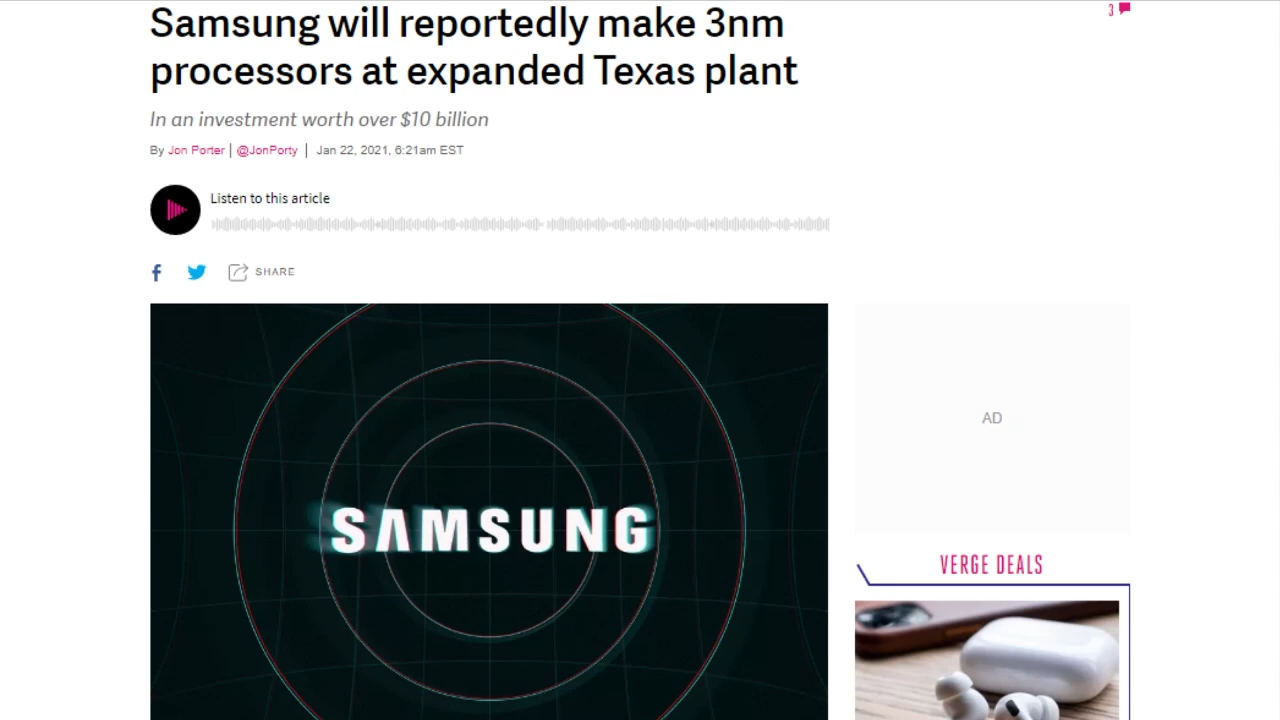 Samsung will reportedly make 3nm
processors at expanded Texas plant
3
In an investment worth over $10 billion
By Jon Porter | @JonPorty | Jan 22, 2021, 6:21am EST
Listen to this article
SHARE
SAMSUNG
AD
VERGE DEALS